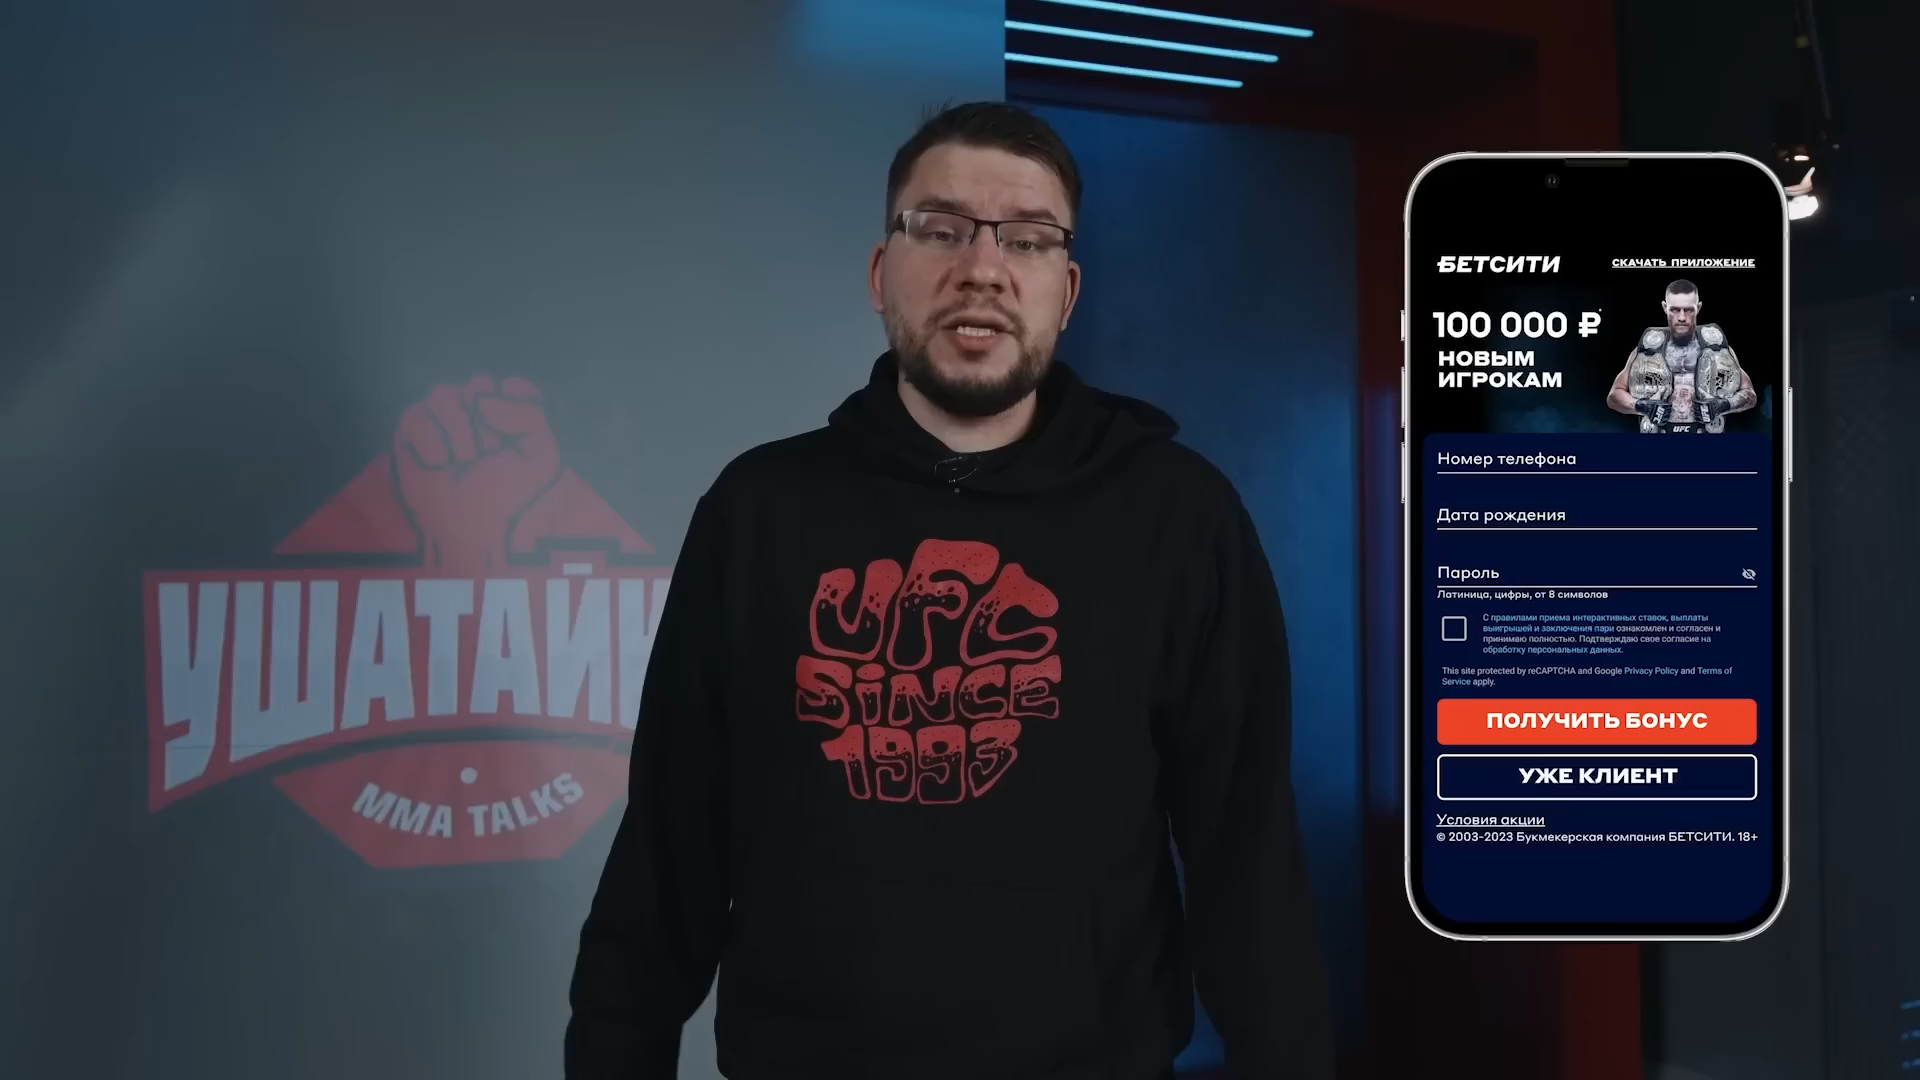 УШАТАЙ
MMA TALKS
UFC
SINCE
1993
БЕТСИТИ
СКАЧАТЬ ПРИЛОЖЕНИЕ
100 000 ₽*
НОВЫМ
ИГРОКАМ
UFC
Номер телефона
Дата рождения
Пароль
Латиница, цифры, от 8 символов
С правилами приема интерактивных ставок, выплаты
выигрышей и заключения пари ознакомлен и согласен и
принимаю полностью. Подтверждаю свое согласие на
обработку персональных данных.
This site protected by reCAPTCHA and Google Privacy Policy and Terms of
Service apply.
ПОЛУЧИТЬ БОНУС
УЖЕ КЛИЕНТ
Условия акции
© 2003-2023 Букмекерская компания БЕТСИТИ. 18+